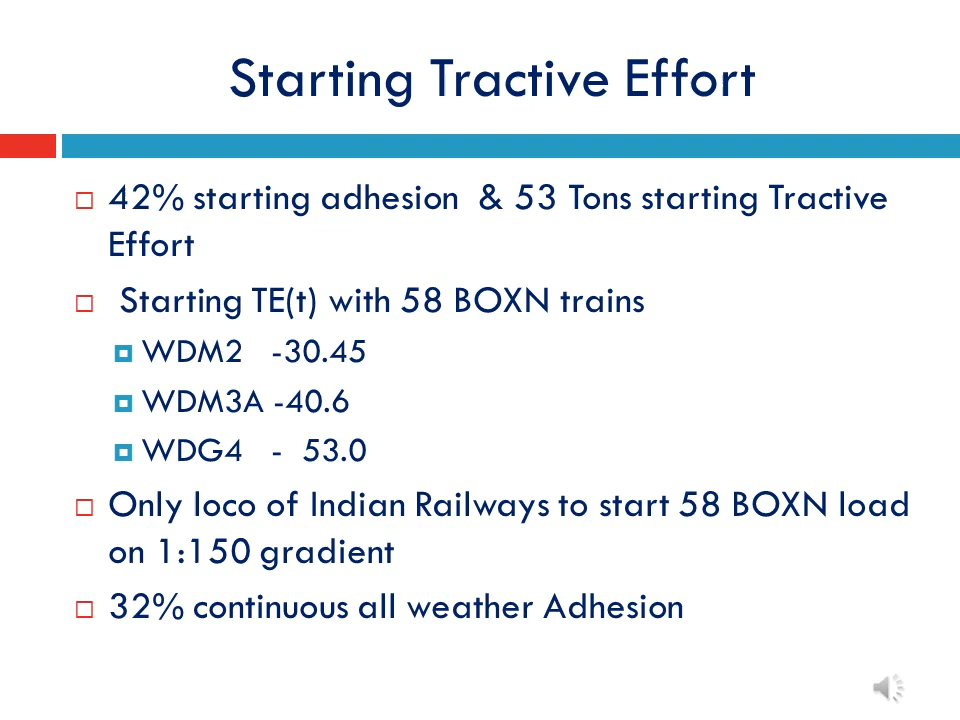 Starting Tractive Effort
42% starting adhesion & 53 Tons starting Tractive
Effort
Starting TE(t) with 58 BOXN trains
WDM2 -30.45
WDM3A -40.6
WDG4 - 53.0
Only loco of Indian Railways to start 58 BOXN load
on 1:150 gradient
32% continuous all weather Adhesion